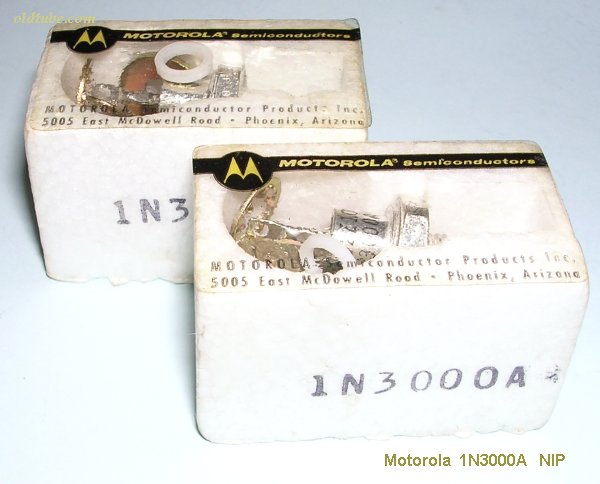 oldtube.com
MOTOROLA Semiconductors
MOTOROLA Semiconductor Products Inc.
5005 East McDowell Road - Phoenix, Arizona
1N3
MOTOROLA Semiconductors
MOTOROLA Semiconductor Products Inc.
5005 East McDowell Road - Phoenix, Arizona
1N3000A
Motorola 1N3000A NIP